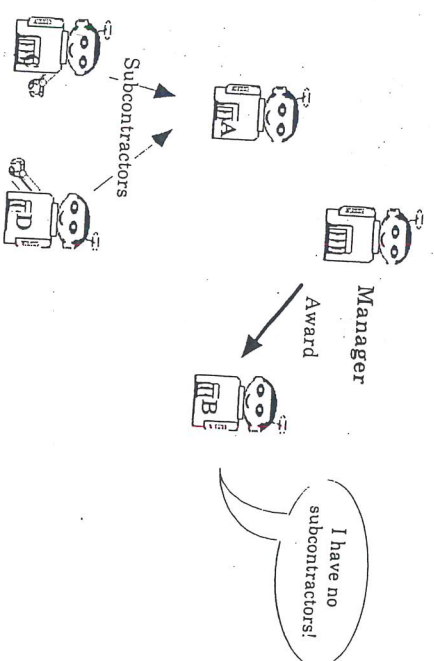 Manager
I have no
subcontractors!
Award
A
B
Subcontractors
C
D